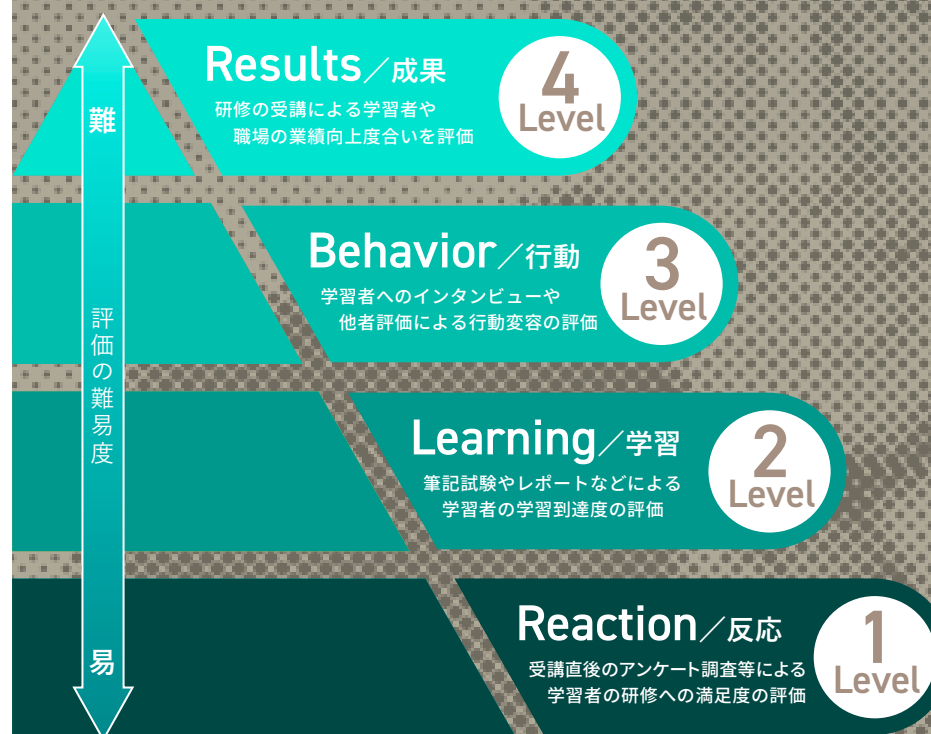 難
評価の難易度
易
Results／成果
研修の受講による学習者や
職場の業績向上度合いを評価
4
Level
Behavior／行動
学習者へのインタンビューや
他者評価による行動変容の評価
3
Level
Learning／学習
筆記試験やレポートなどによる
学習者の学習到達度の評価
2
Level
Reaction／反応
受講直後のアンケート調査等による
学習者の研修への満足度の評価
1
Level